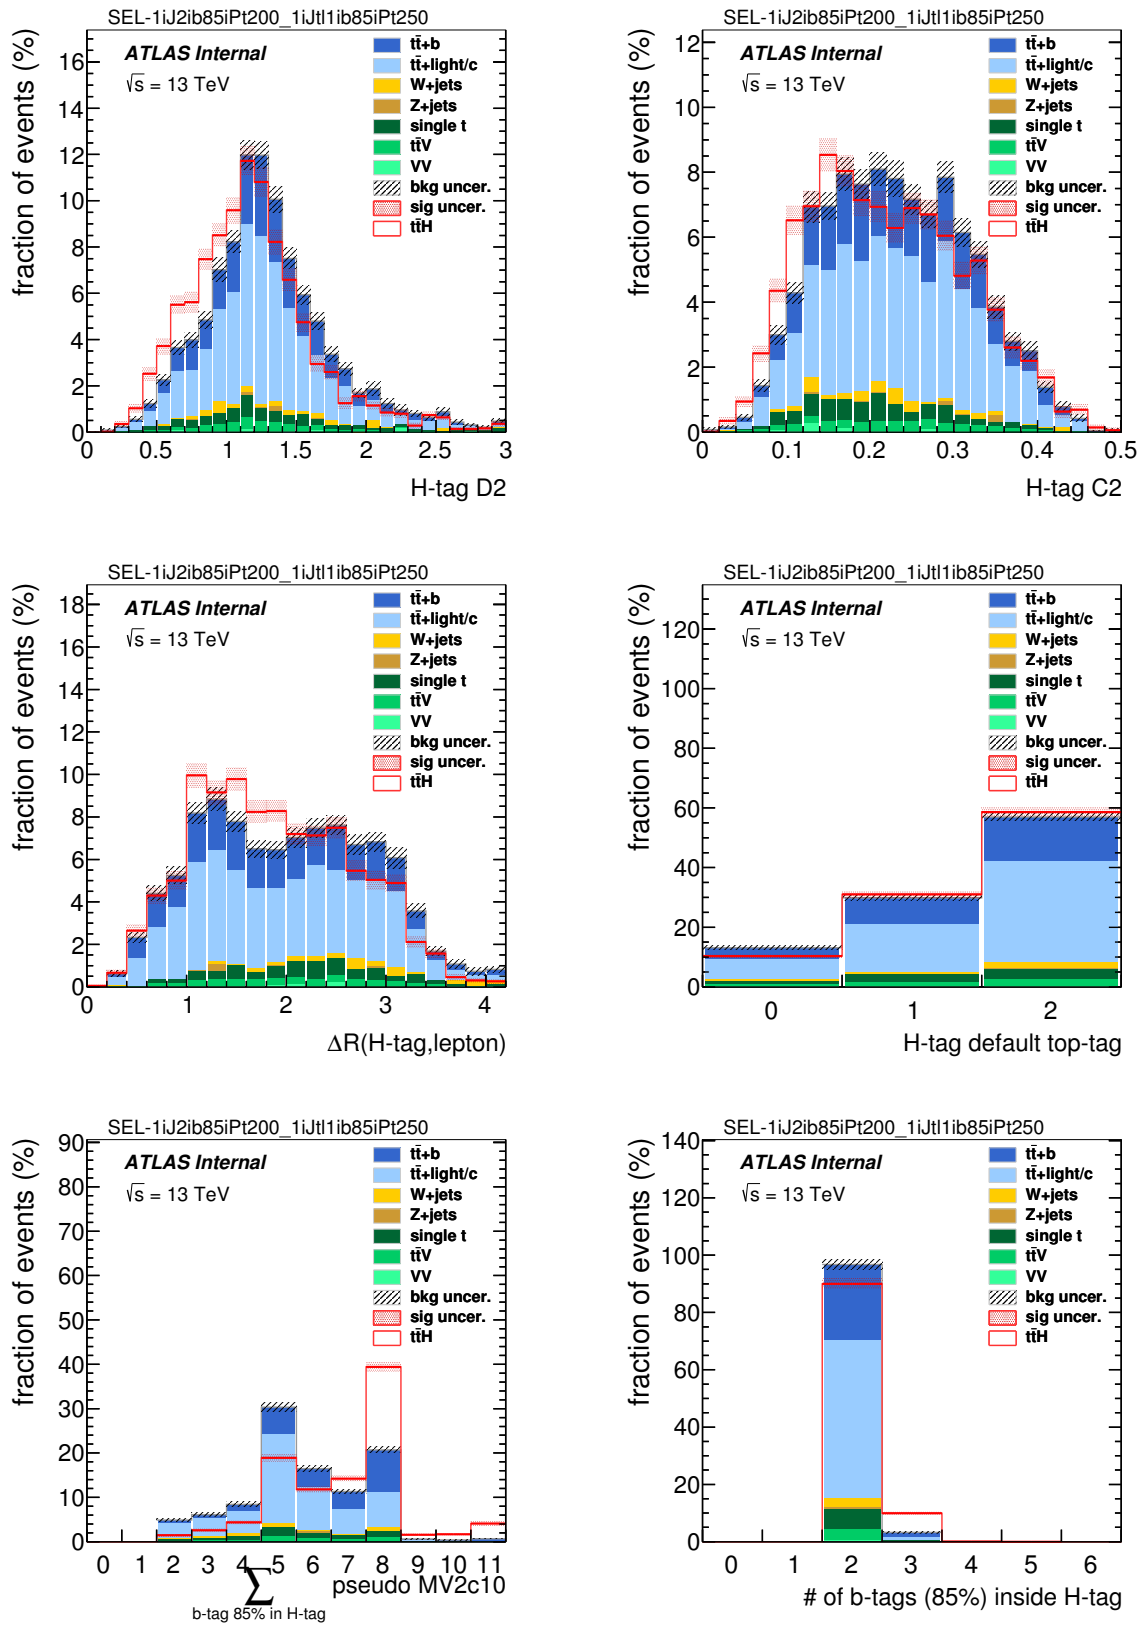 SEL-1iJ2ib85iPt200_1iJtl1ib85iPt250
fraction of events (%)
ATLAS Internal
√s = 13 TeV
tt̄+b
tt̄+light/c
W+jets
Z+jets
single t
tt̄V
VV
bkg uncer.
sig uncer.
tt̄H
16
14
12
10
8
6
4
2
0
0 0.5 1 1.5 2 2.5 3
H-tag D2
SEL-1iJ2ib85iPt200_1iJtl1ib85iPt250
fraction of events (%)
ATLAS Internal
√s = 13 TeV
tt̄+b
tt̄+light/c
W+jets
Z+jets
single t
tt̄V
VV
bkg uncer.
sig uncer.
tt̄H
12
10
8
6
4
2
0
0 0.1 0.2 0.3 0.4 0.5
H-tag C2
SEL-1iJ2ib85iPt200_1iJtl1ib85iPt250
fraction of events (%)
ATLAS Internal
√s = 13 TeV
tt̄+b
tt̄+light/c
W+jets
Z+jets
single t
tt̄V
VV
bkg uncer.
sig uncer.
tt̄H
18
16
14
12
10
8
6
4
2
0
0 1 2 3 4
ΔR(H-tag,lepton)
SEL-1iJ2ib85iPt200_1iJtl1ib85iPt250
fraction of events (%)
ATLAS Internal
√s = 13 TeV
tt̄+b
tt̄+light/c
W+jets
Z+jets
single t
tt̄V
VV
bkg uncer.
sig uncer.
tt̄H
120
100
80
60
40
20
0
0 1 2
H-tag default top-tag
SEL-1iJ2ib85iPt200_1iJtl1ib85iPt250
fraction of events (%)
ATLAS Internal
√s = 13 TeV
tt̄+b
tt̄+light/c
W+jets
Z+jets
single t
tt̄V
VV
bkg uncer.
sig uncer.
tt̄H
90
80
70
60
50
40
30
20
10
0
0 1 2 3 4 5 6 7 8 9 10 11
∑ pseudo MV2c10
b-tag 85% in H-tag
SEL-1iJ2ib85iPt200_1iJtl1ib85iPt250
fraction of events (%)
ATLAS Internal
√s = 13 TeV
tt̄+b
tt̄+light/c
W+jets
Z+jets
single t
tt̄V
VV
bkg uncer.
sig uncer.
tt̄H
140
120
100
80
60
40
20
0
0 1 2 3 4 5 6
# of b-tags (85%) inside H-tag